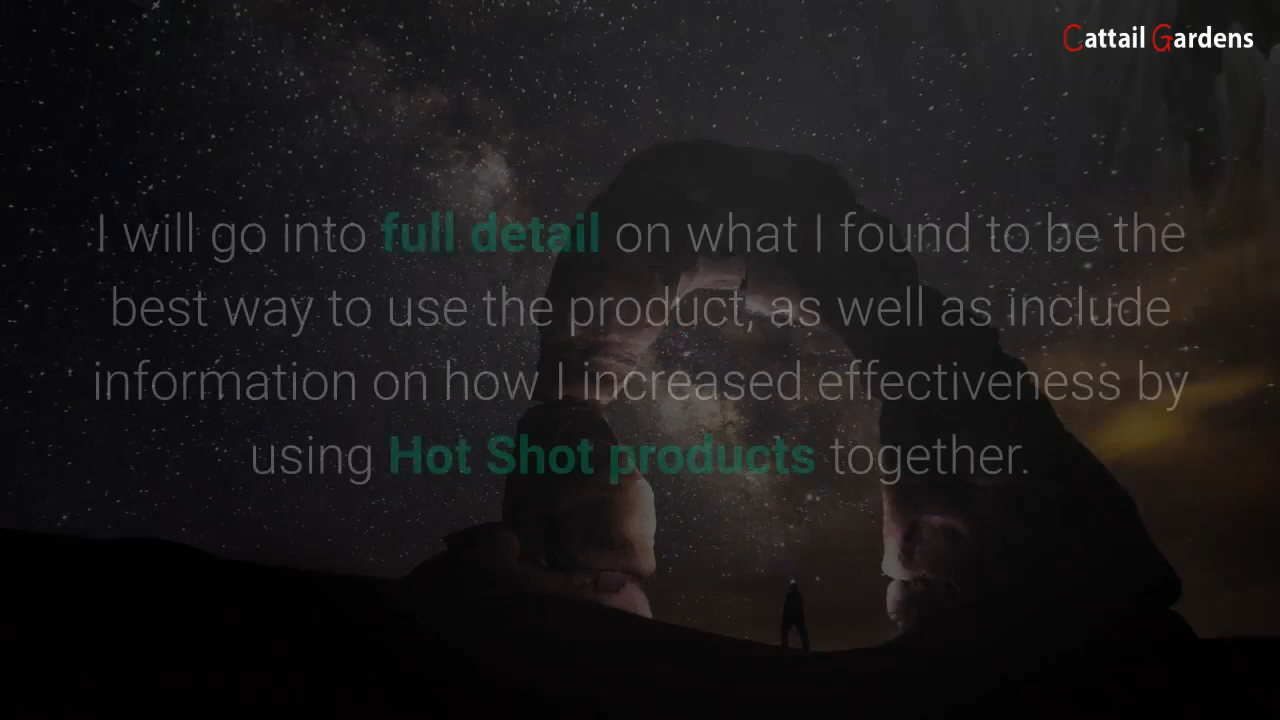 Cattail Gardens
I will go into full detail on what I found to be the
best way to use the product, as well as include
information on how I increased effectiveness by
using Hot Shot products together.